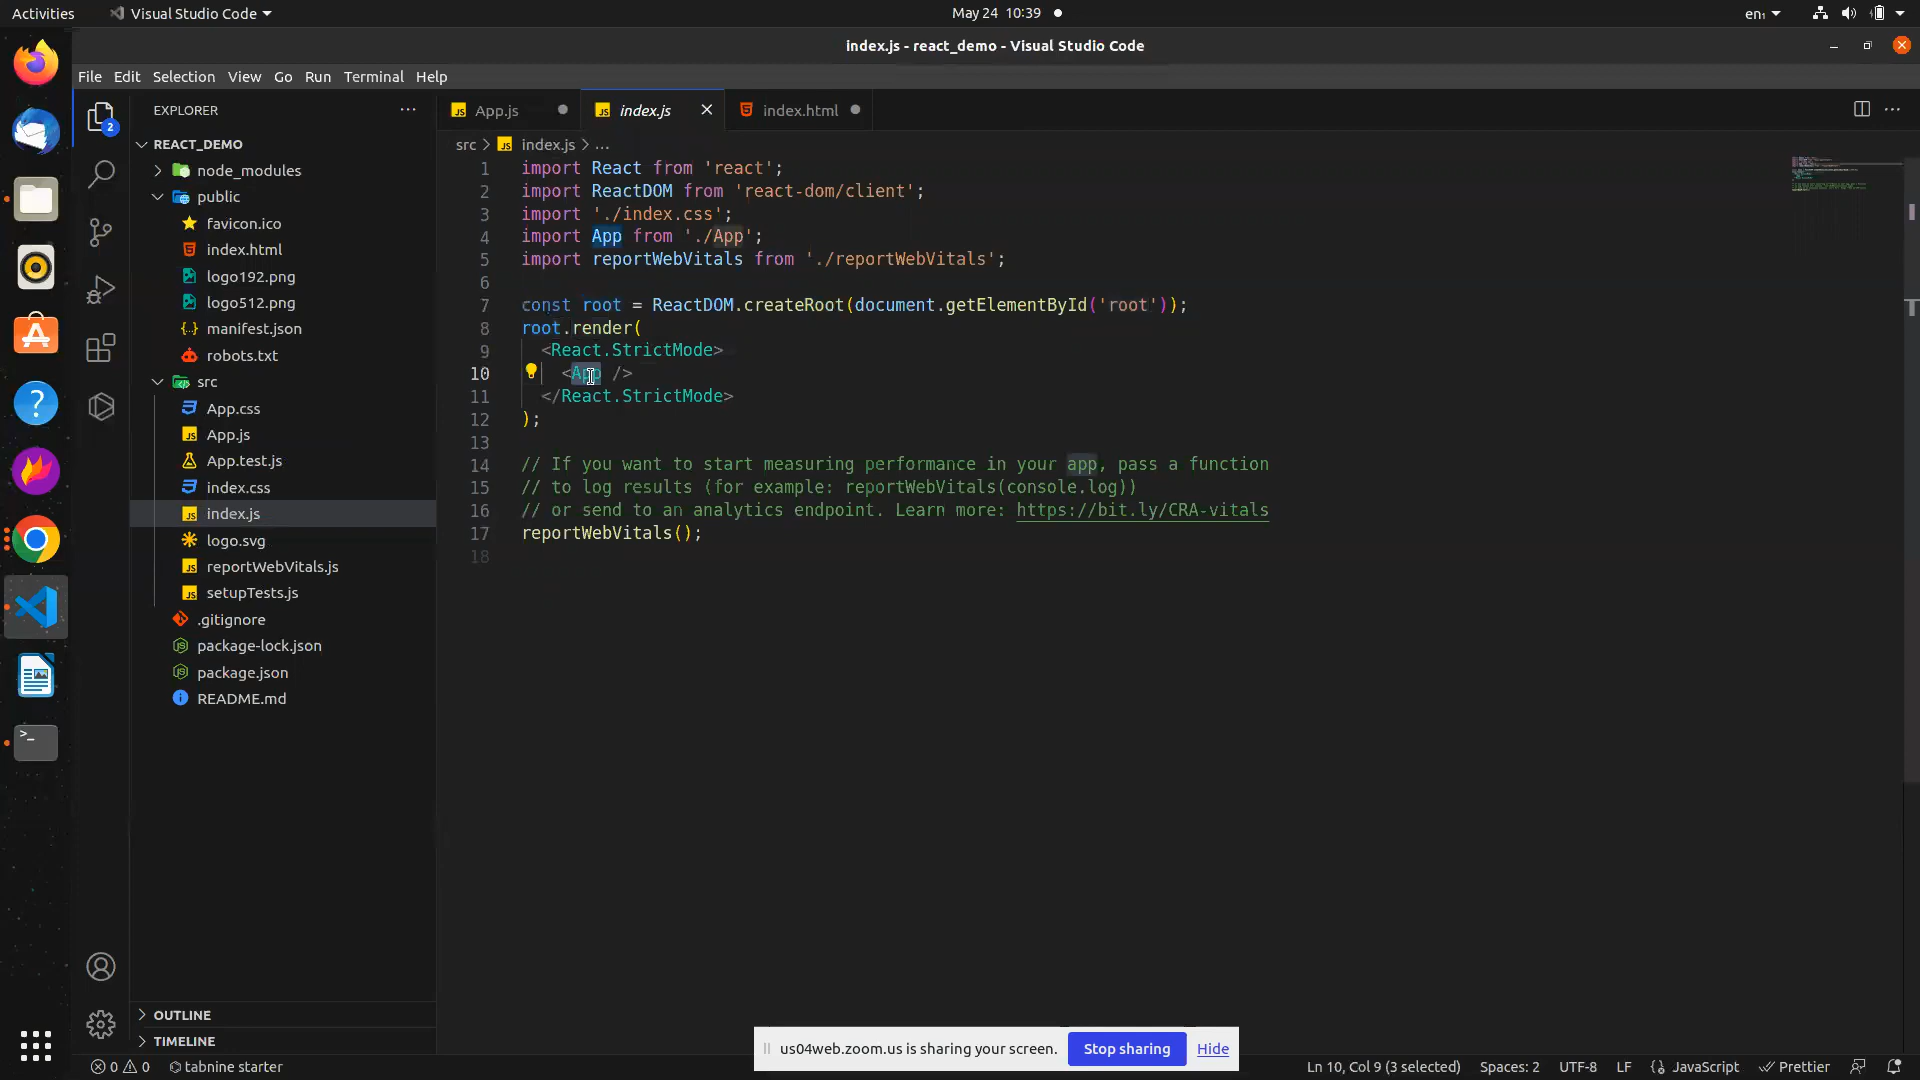 Activities
Visual Studio Code
May 24 10:39
en₁
index.js - react_demo - Visual Studio Code
File Edit Selection View Go Run Terminal Help
EXPLORER
App.js
index.js
index.html
REACT_DEMO
node_modules
public
favicon.ico
index.html
logo192.png
logo512.png
manifest.json
robots.txt
src
App.css
App.js
App.test.js
index.css
index.js
logo.svg
reportWebVitals.js
setupTests.js
.gitignore
package-lock.json
package.json
README.md
OUTLINE
TIMELINE
2
src > index.js > ...
1 import React from 'react';
2 import ReactDOM from 'react-dom/client';
3 import './index.css';
4 import App from './App';
5 import reportWebVitals from './reportWebVitals';
6
7 const root = ReactDOM.createRoot(document.getElementById('root'));
8 root.render(
9 <React.StrictMode>
10 <App />
11 </React.StrictMode>
12 );
13
14 // If you want to start measuring performance in your app, pass a function
15 // to log results (for example: reportWebVitals(console.log))
16 // or send to an analytics endpoint. Learn more: https://bit.ly/CRA-vitals
17 reportWebVitals();
18
us04web.zoom.us is sharing your screen. Stop sharing Hide
0 0 tabnine starter
Ln 10, Col 9 (3 selected) Spaces: 2 UTF-8 LF {} JavaScript Prettier